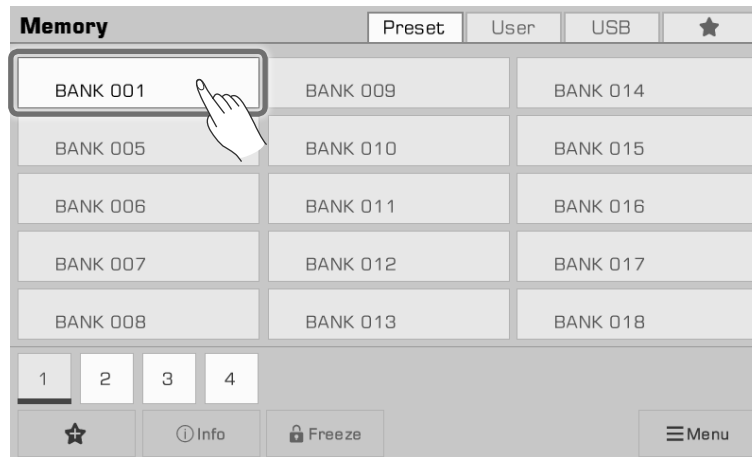 Memory Preset User USB
BANK 001 BANK 009 BANK 014
BANK 005 BANK 010 BANK 015
BANK 006 BANK 011 BANK 016
BANK 007 BANK 012 BANK 017
BANK 008 BANK 013 BANK 018
1 2 3 4
Info Freeze Menu